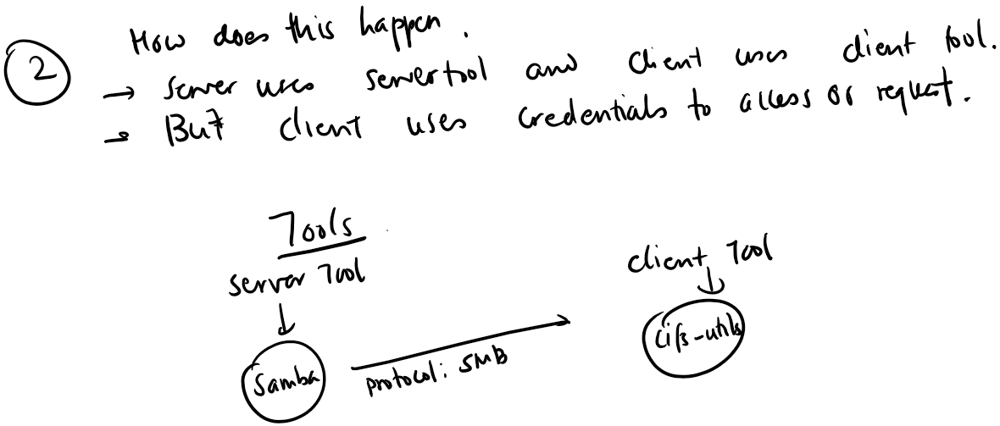 2
How does this happen.
→ Server uses servertool and client uses client tool.
→ But client uses credentials to access or request.
Tools
server Tool
↓
Samba
protocol: SMB
client Tool
↓
cifs-utils